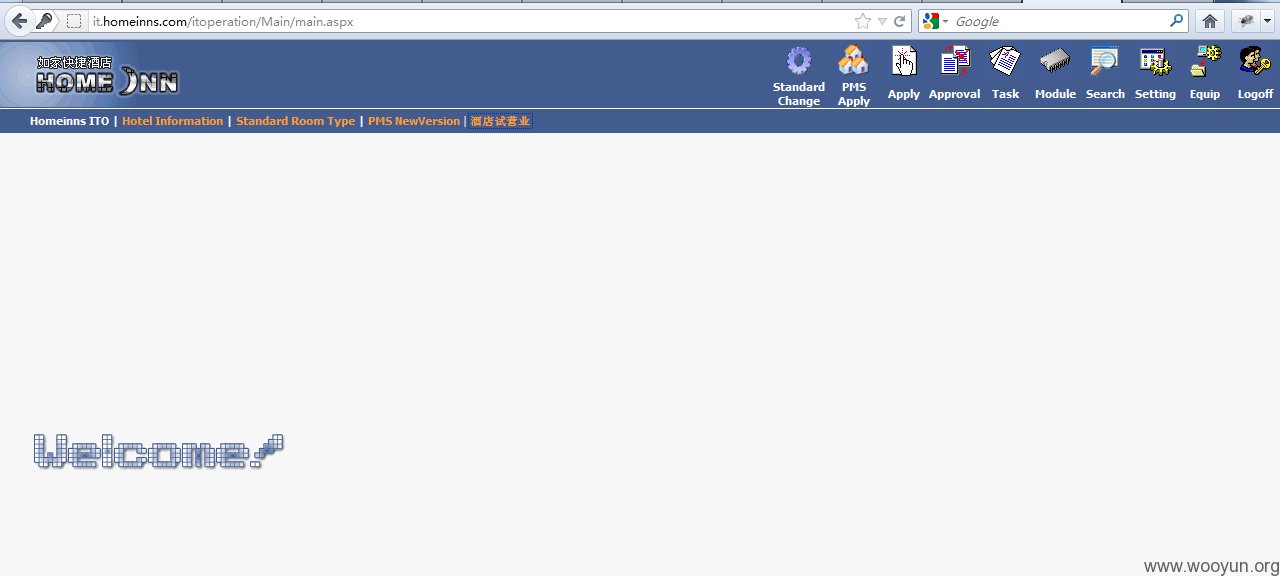 it.homeinns.com/itoperation/Main/main.aspx
Google
如家快捷酒店
HOME INN
Standard Change
PMS Apply
Apply
Approval
Task
Module
Search
Setting
Equip
Logoff
Homeinns ITO | Hotel Information | Standard Room Type | PMS NewVersion | 酒店试营业
Welcome!
www.wooyun.org